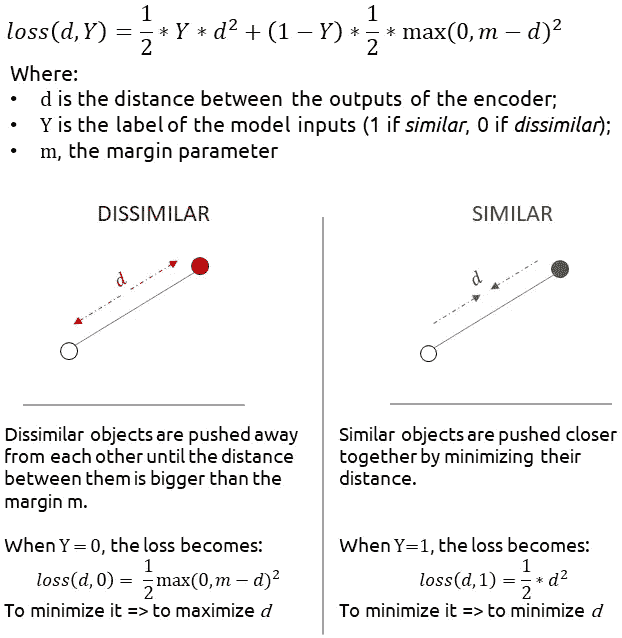 loss(d, Y) = 1/2 * Y * d² + (1 − Y) * 1/2 * max(0, m − d)²
Where:
• d is the distance between the outputs of the encoder;
• Y is the label of the model inputs (1 if similar, 0 if dissimilar);
• m, the margin parameter
DISSIMILAR
d
Dissimilar objects are pushed away
from each other until the distance
between them is bigger than the
margin m.
When Y = 0, the loss becomes:
loss(d, 0) = 1/2 max(0, m − d)²
To minimize it => to maximize d
SIMILAR
d
Similar objects are pushed closer
together by minimizing their
distance.
When Y=1, the loss becomes:
loss(d, 1) = 1/2 * d²
To minimize it => to minimize d